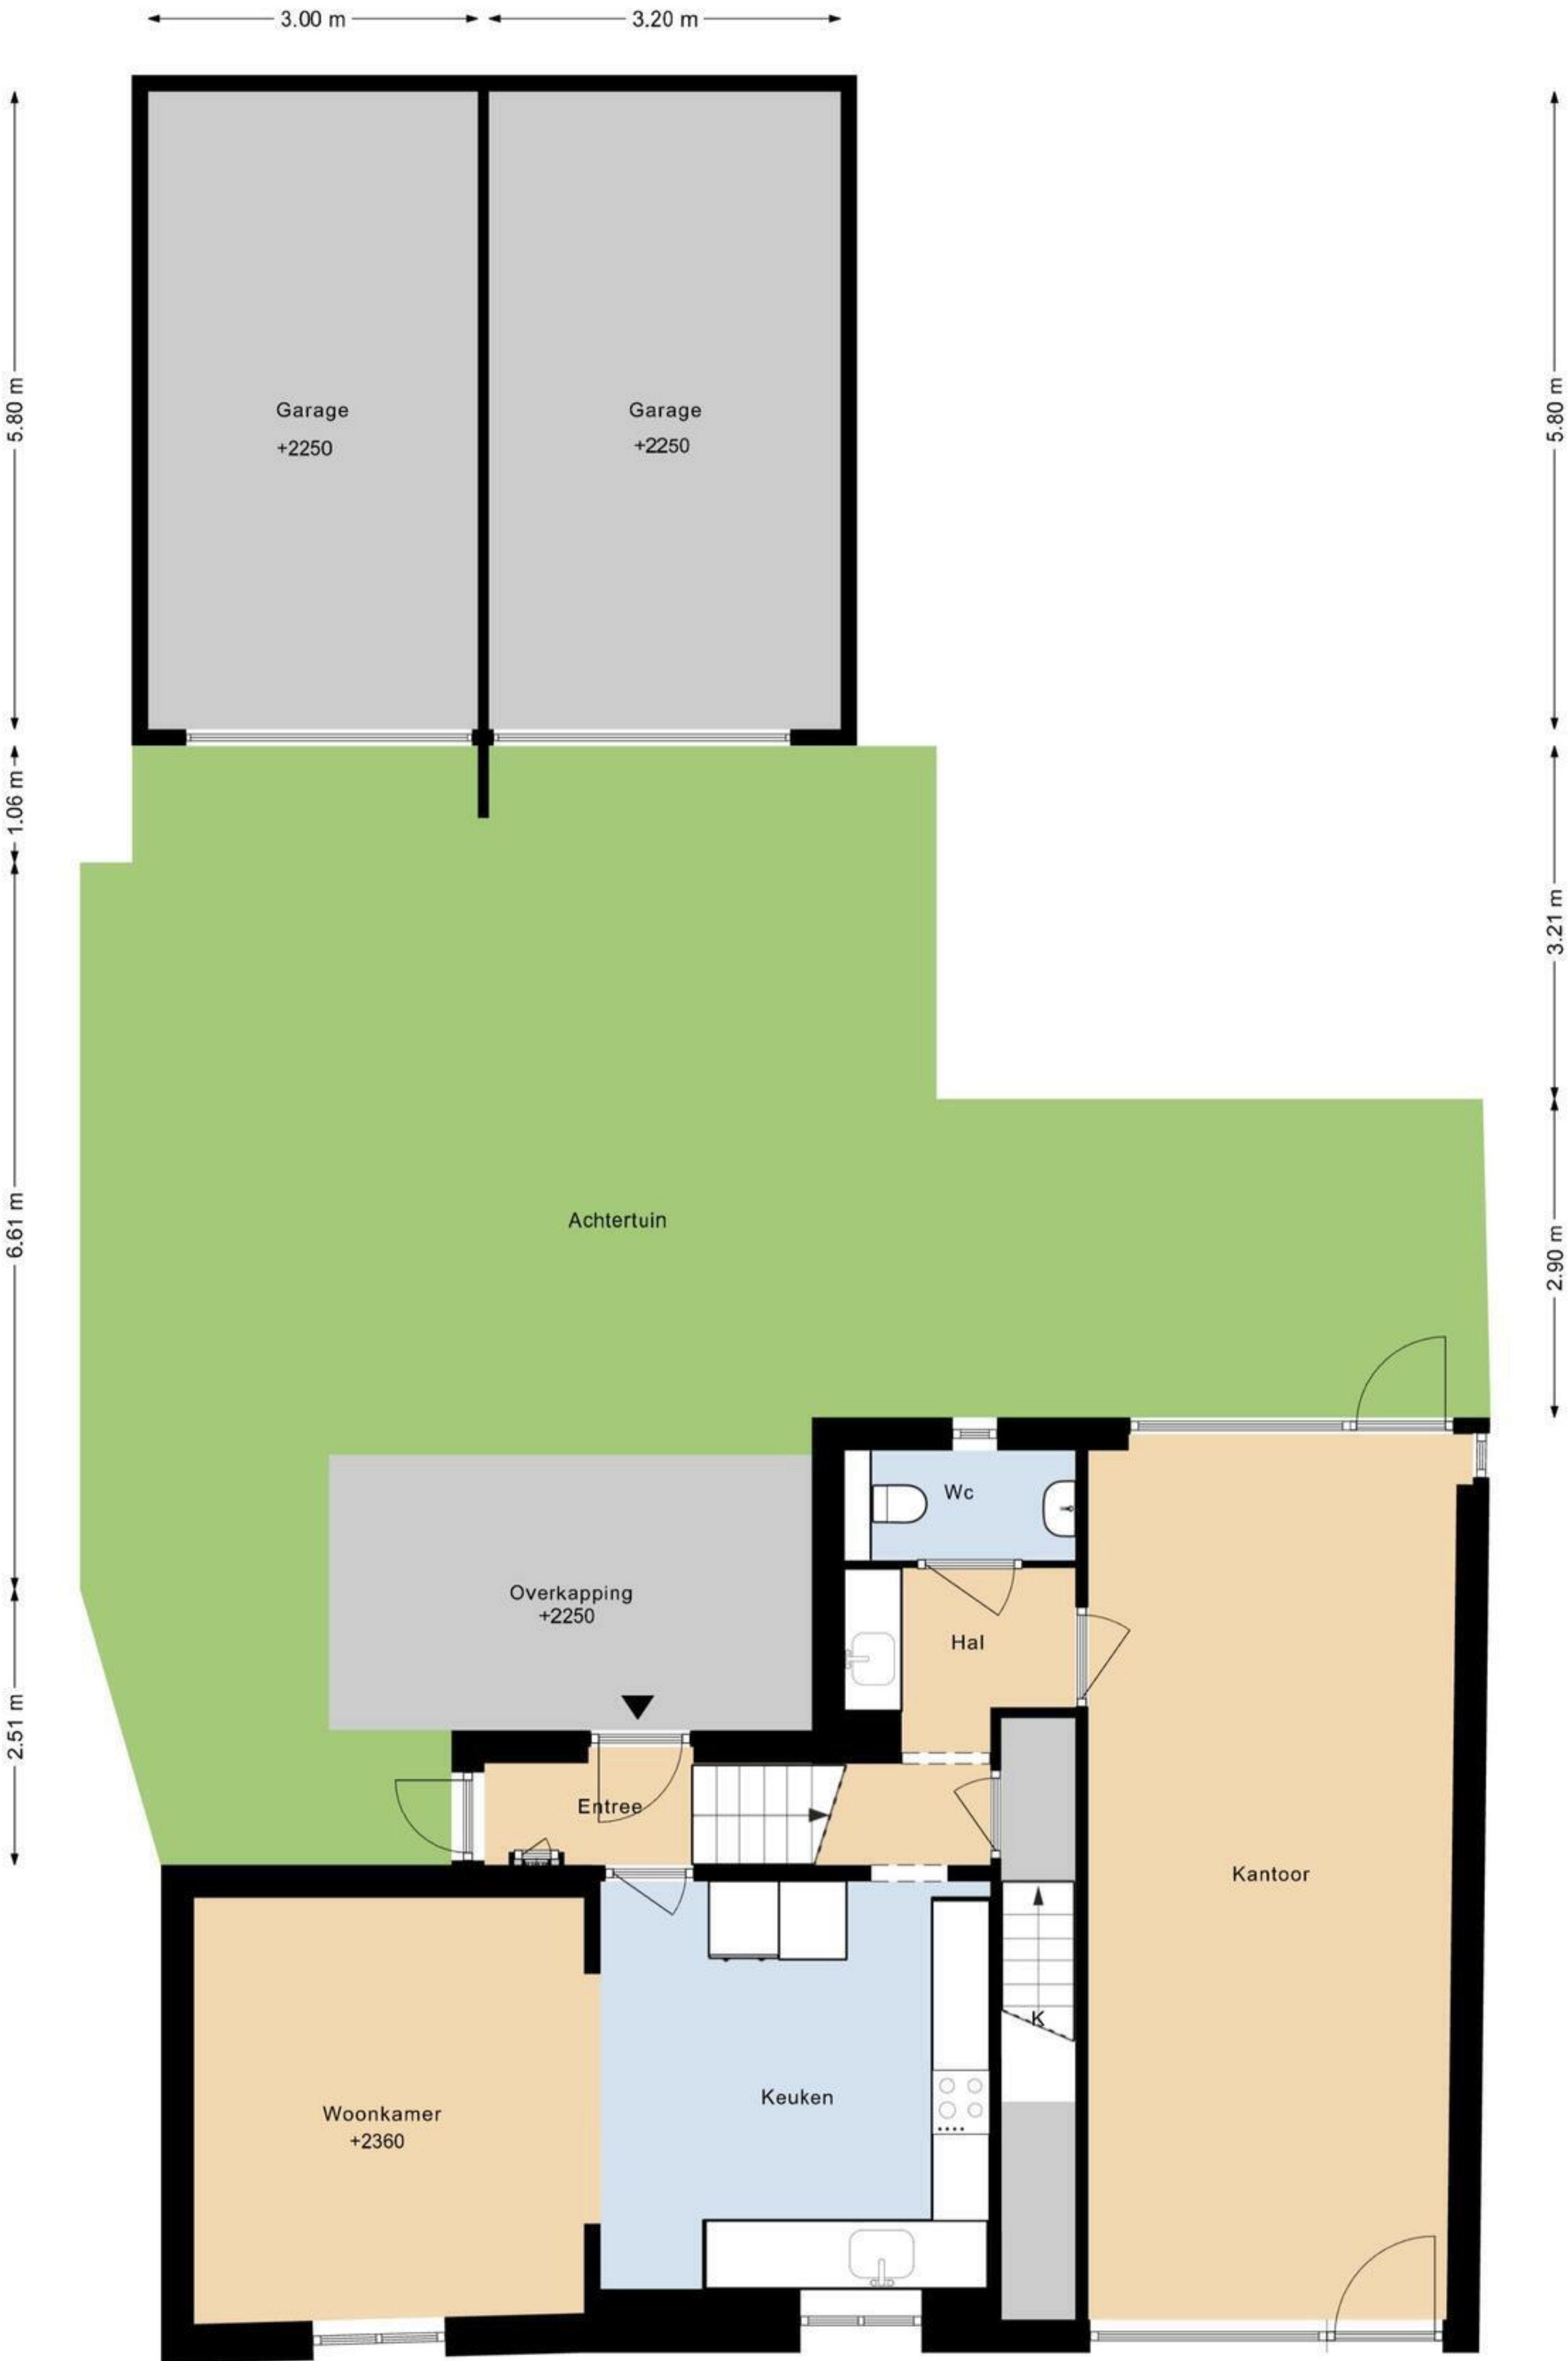 3.00 m
3.20 m
5.80 m
5.80 m
Garage
+2250
Garage
+2250
1.06 m
3.21 m
6.61 m
Achtertuin
2.90 m
Wc
Overkapping
+2250
Hal
2.51 m
Entree
Kantoor
K
Keuken
Woonkamer
+2360